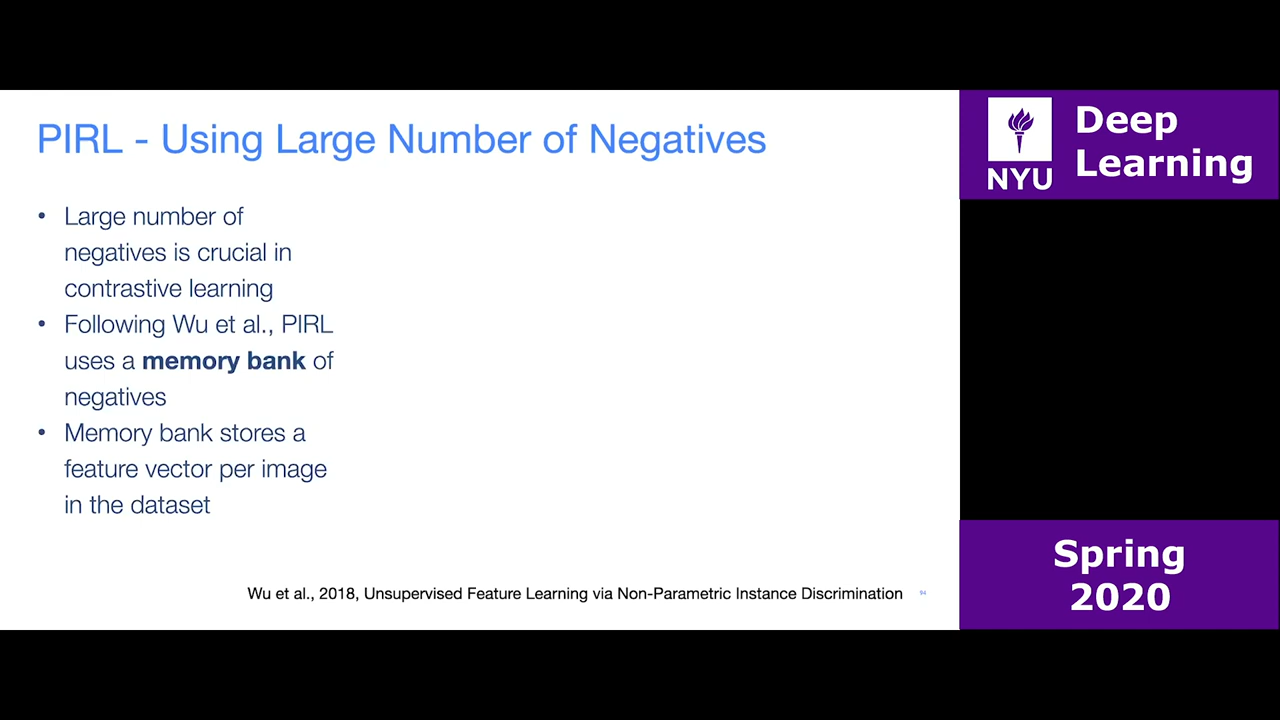 PIRL - Using Large Number of Negatives
• Large number of
negatives is crucial in
contrastive learning
• Following Wu et al., PIRL
uses a memory bank of
negatives
• Memory bank stores a
feature vector per image
in the dataset
Wu et al., 2018, Unsupervised Feature Learning via Non-Parametric Instance Discrimination
NYU
Deep
Learning
Spring
2020